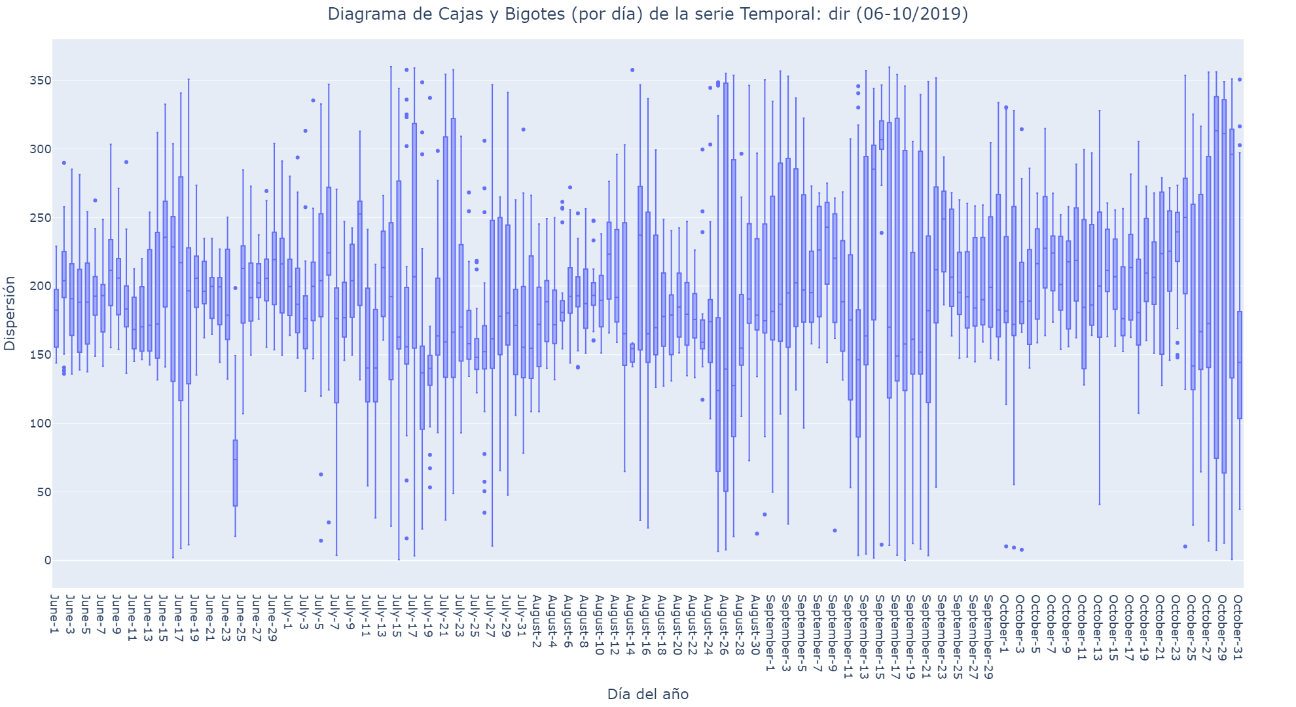 Diagrama de Cajas y Bigotes (por día) de la serie Temporal: dir (06-10/2019)
Dispersión
350
300
250
200
150
100
50
0
June-1
June-3
June-5
June-7
June-9
June-11
June-13
June-15
June-17
June-19
June-21
June-23
June-25
June-27
June-29
July-1
July-3
July-5
July-7
July-9
July-11
July-13
July-15
July-17
July-19
July-21
July-23
July-25
July-27
July-29
July-31
August-2
August-4
August-6
August-8
August-10
August-12
August-14
August-16
August-18
August-20
August-22
August-24
August-26
August-28
August-30
September-1
September-3
September-5
September-7
September-9
September-11
September-13
September-15
September-17
September-19
September-21
September-23
September-25
September-27
September-29
October-1
October-3
October-5
October-7
October-9
October-11
October-13
October-15
October-17
October-19
October-21
October-23
October-25
October-27
October-29
October-31
Día del año